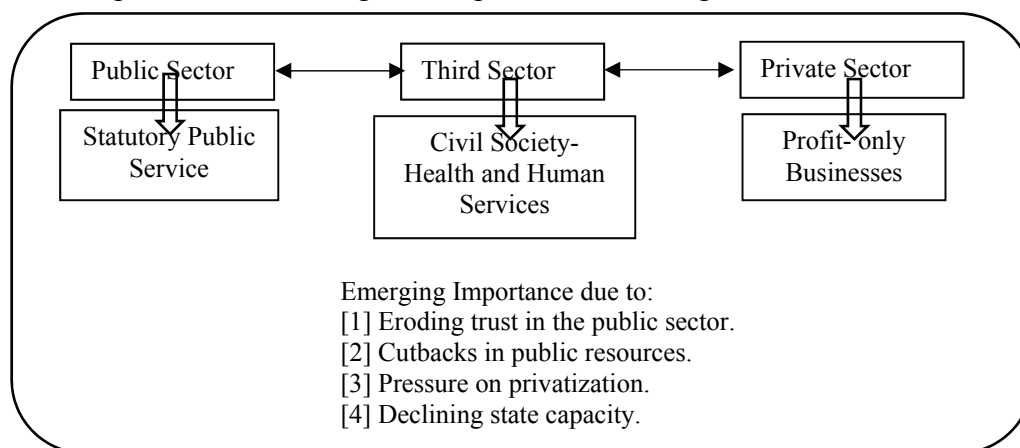 Public Sector
Third Sector
Private Sector
Statutory Public
Service
Civil Society-
Health and Human
Services
Profit- only
Businesses
Emerging Importance due to:
[1] Eroding trust in the public sector.
[2] Cutbacks in public resources.
[3] Pressure on privatization.
[4] Declining state capacity.